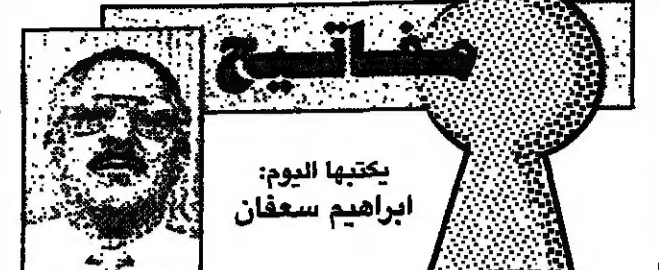 مفاتيح
يكتبها اليوم:
ابراهيم سعفان